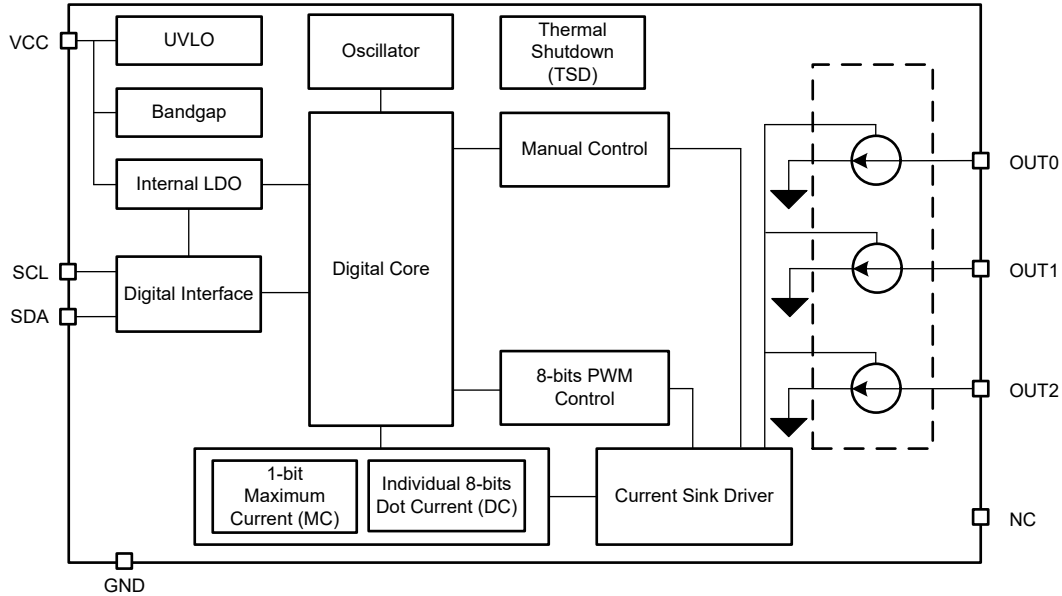 VCC
UVLO
Oscillator
Thermal
Shutdown
(TSD)
Bandgap
Internal LDO
Manual Control
OUT0
SCL
SDA
Digital Interface
Digital Core
OUT1
8-bits PWM
Control
OUT2
1-bit
Maximum
Current (MC)
Individual 8-bits
Dot Current (DC)
Current Sink Driver
NC
GND